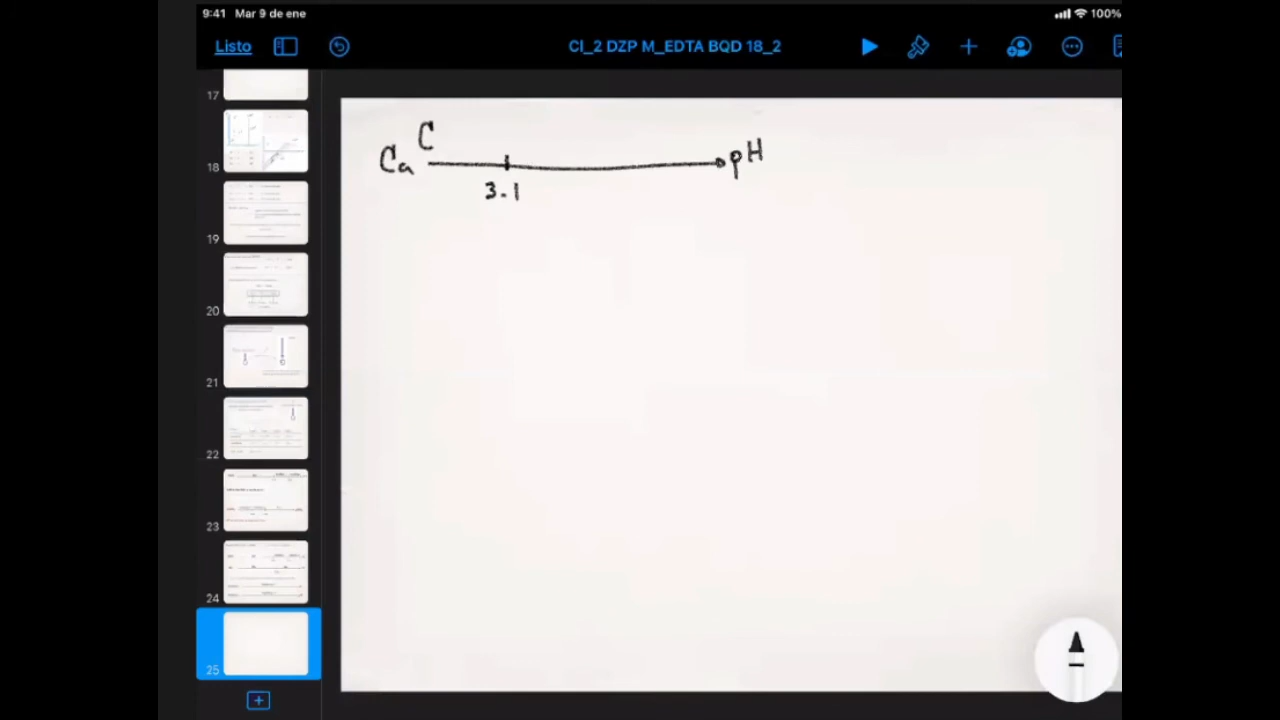 9:41 Mar 9 de ene 100%
Listo CI_2 DZP M_EDTA BQD 18_2
17
18
19
20
21
22
23
24
25
C
Ca pH
3.1